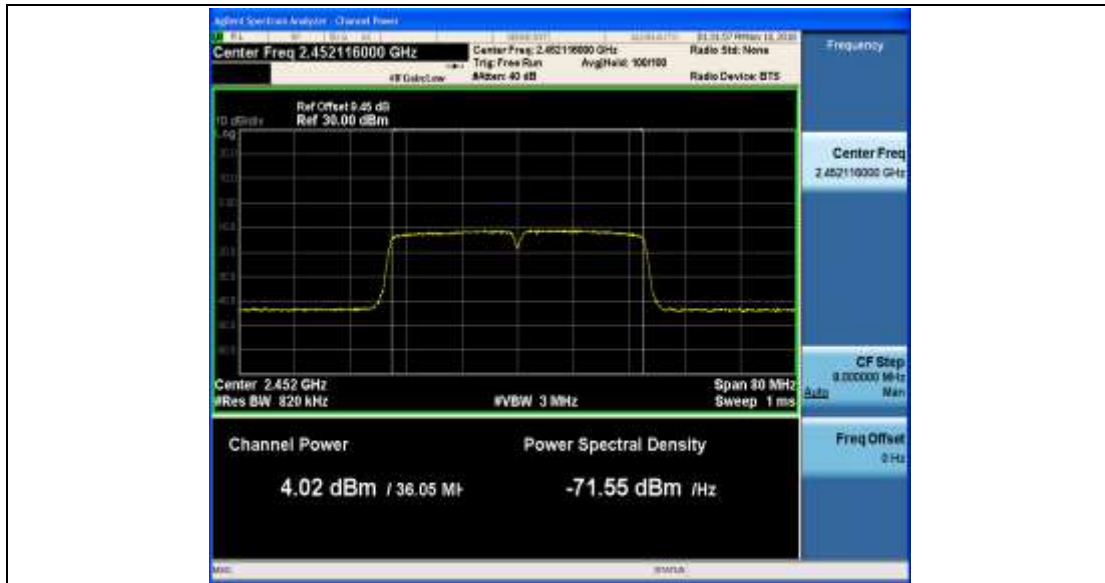 Agilent Spectrum Analyzer - Channel Power
Center Freq 2.452116000 GHz
Center Freq: 2.452116000 GHz
Radio Std: None
Trig: Free Run
Avg|Hold: 100/100
#IFGain:Low
#Atten: 40 dB
Radio Device: BTS
Ref Offset 9.45 dB
10 dB/div
Ref 30.00 dBm
Log
Center 2.452 GHz
Span 80 MHz
#Res BW 820 kHz
#VBW 3 MHz
Sweep 1 ms
Channel Power
Power Spectral Density
4.02 dBm / 36.05 MH
-71.55 dBm /Hz
MSG
STATUS
Frequency
Center Freq
2.452116000 GHz
CF Step
8.000000 MHz
Auto Man
Freq Offset
0 Hz